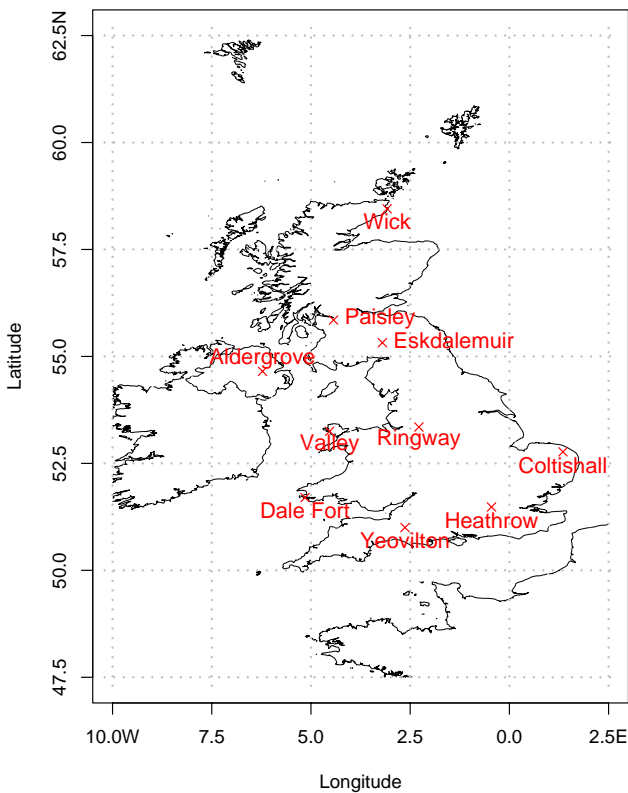 62.5N
60.0
57.5
55.0
52.5
50.0
47.5
Latitude
Wick
Paisley
Eskdalemuir
Aldergrove
Valley
Ringway
Coltishall
Dale Fort
Heathrow
Yeovilton
10.0W 7.5 5.0 2.5 0.0 2.5E
Longitude